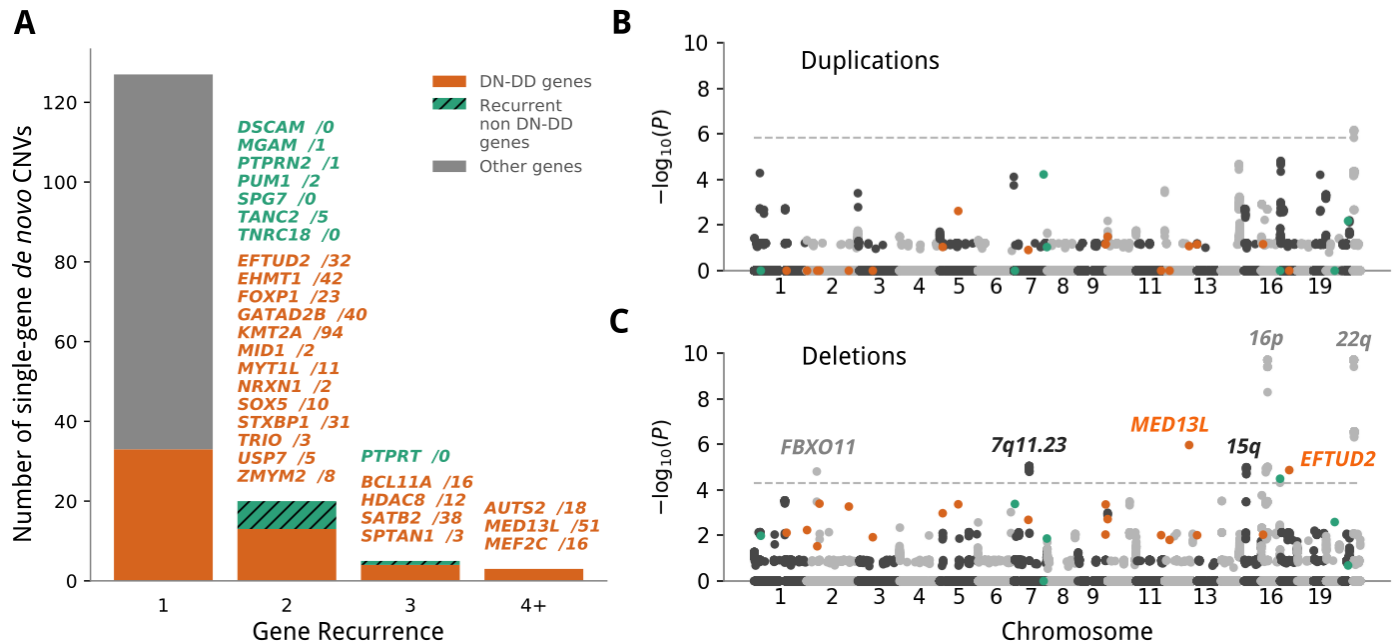 A
Number of single-gene de novo CNVs
120
100
80
60
40
20
0
DN-DD genes
Recurrent
non DN-DD
genes
Other genes
DSCAM /0
MGAM /1
PTPRN2 /1
PUM1 /2
SPG7 /0
TANC2 /5
TNRC18 /0
EFTUD2 /32
EHMT1 /42
FOXP1 /23
GATAD2B /40
KMT2A /94
MID1 /2
MYT1L /11
NRXN1 /2
SOX5 /10
STXBP1 /31
TRIO /3
USP7 /5
ZMYM2 /8
PTPRT /0
BCL11A /16
HDAC8 /12
SATB2 /38
SPTAN1 /3
AUTS2 /18
MED13L /51
MEF2C /16
1 2 3 4+
Gene Recurrence
B
Duplications
−log10(P)
10
8
6
4
2
0
1 2 3 4 5 6 7 8 9 11 13 16 19
C
Deletions
−log10(P)
10
8
6
4
2
0
16p
22q
MED13L
FBXO11
7q11.23
15q
EFTUD2
1 2 3 4 5 6 7 8 9 11 13 16 19
Chromosome